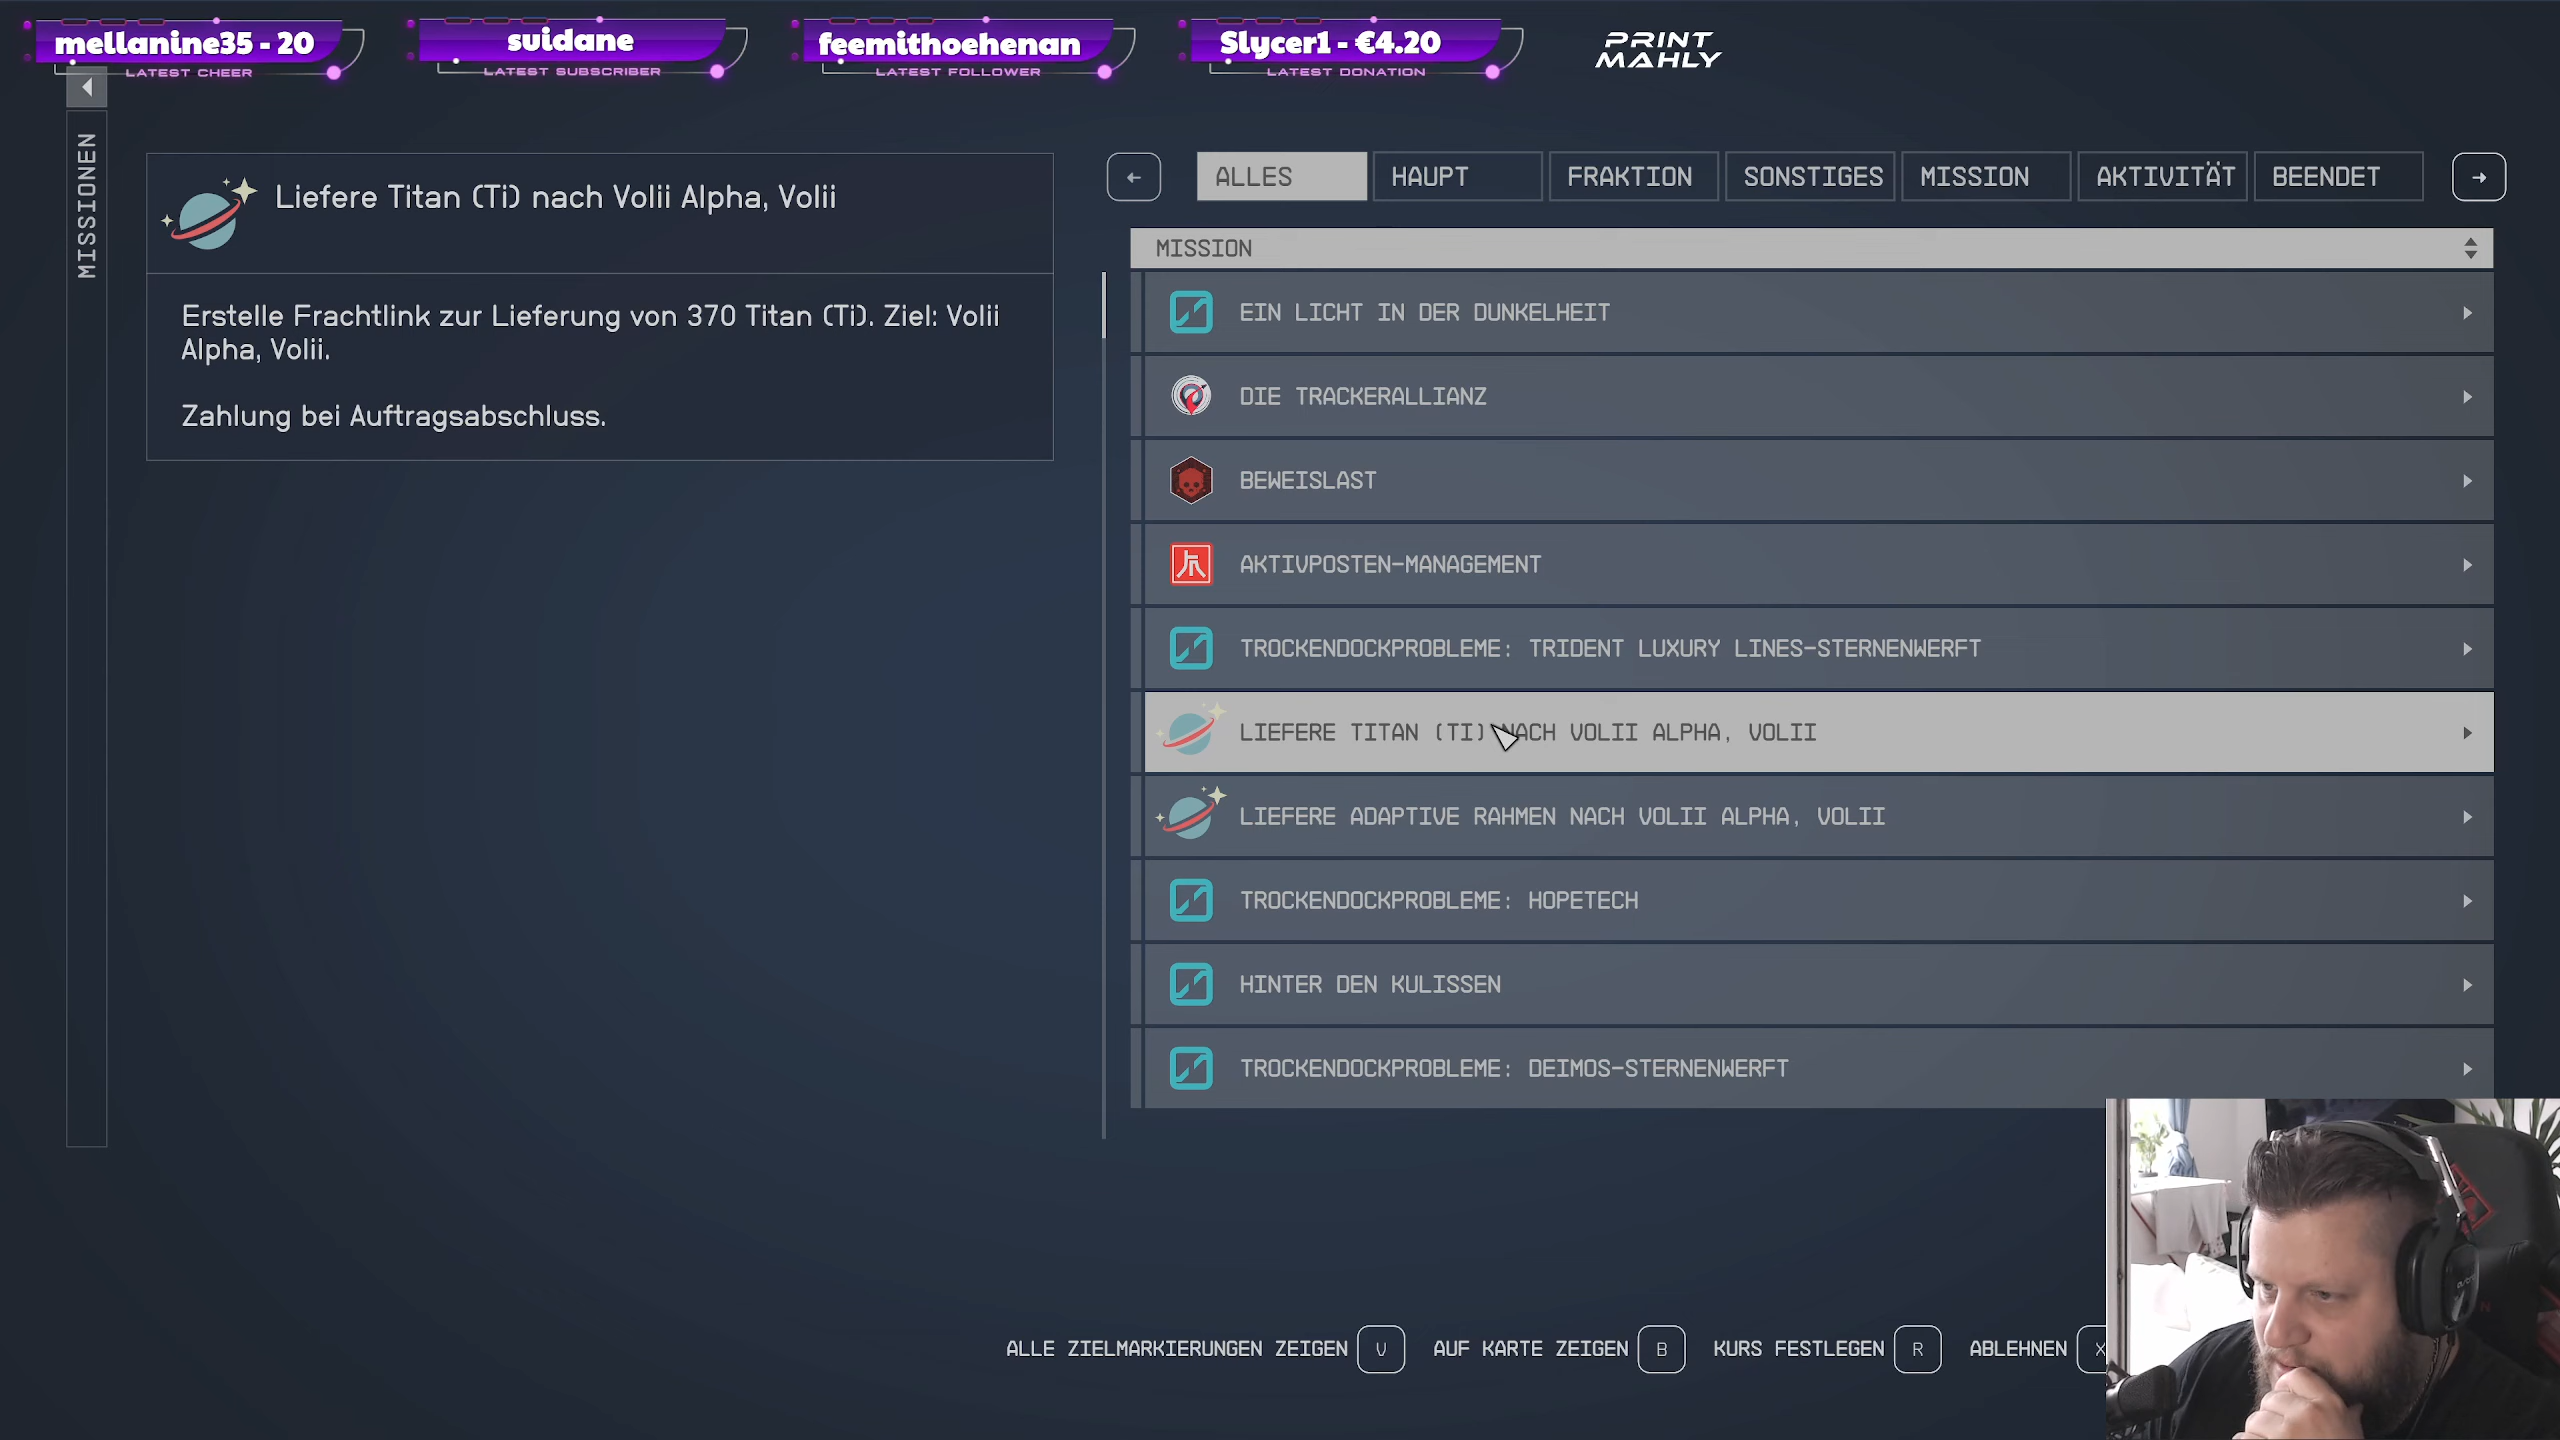 mellanine35 - 20
LATEST CHEER
suidane
LATEST SUBSCRIBER
feemithoehenan
LATEST FOLLOWER
Slycer1 - €4.20
LATEST DONATION
PRINT
MAHLY
MISSIONEN
Liefere Titan (Ti) nach Volii Alpha, Volii
Erstelle Frachtlink zur Lieferung von 370 Titan (Ti). Ziel: Volii
Alpha, Volii.
Zahlung bei Auftragsabschluss.
ALLES
HAUPT
FRAKTION
SONSTIGES
MISSION
AKTIVITÄT
BEENDET
MISSION
EIN LICHT IN DER DUNKELHEIT
DIE TRACKERALLIANZ
BEWEISLAST
AKTIVPOSTEN-MANAGEMENT
TROCKENDOCKPROBLEME: TRIDENT LUXURY LINES-STERNENWERFT
LIEFERE TITAN (TI) NACH VOLII ALPHA, VOLII
LIEFERE ADAPTIVE RAHMEN NACH VOLII ALPHA, VOLII
TROCKENDOCKPROBLEME: HOPETECH
HINTER DEN KULISSEN
TROCKENDOCKPROBLEME: DEIMOS-STERNENWERFT
ALLE ZIELMARKIERUNGEN ZEIGEN V
AUF KARTE ZEIGEN B
KURS FESTLEGEN R
ABLEHNEN X